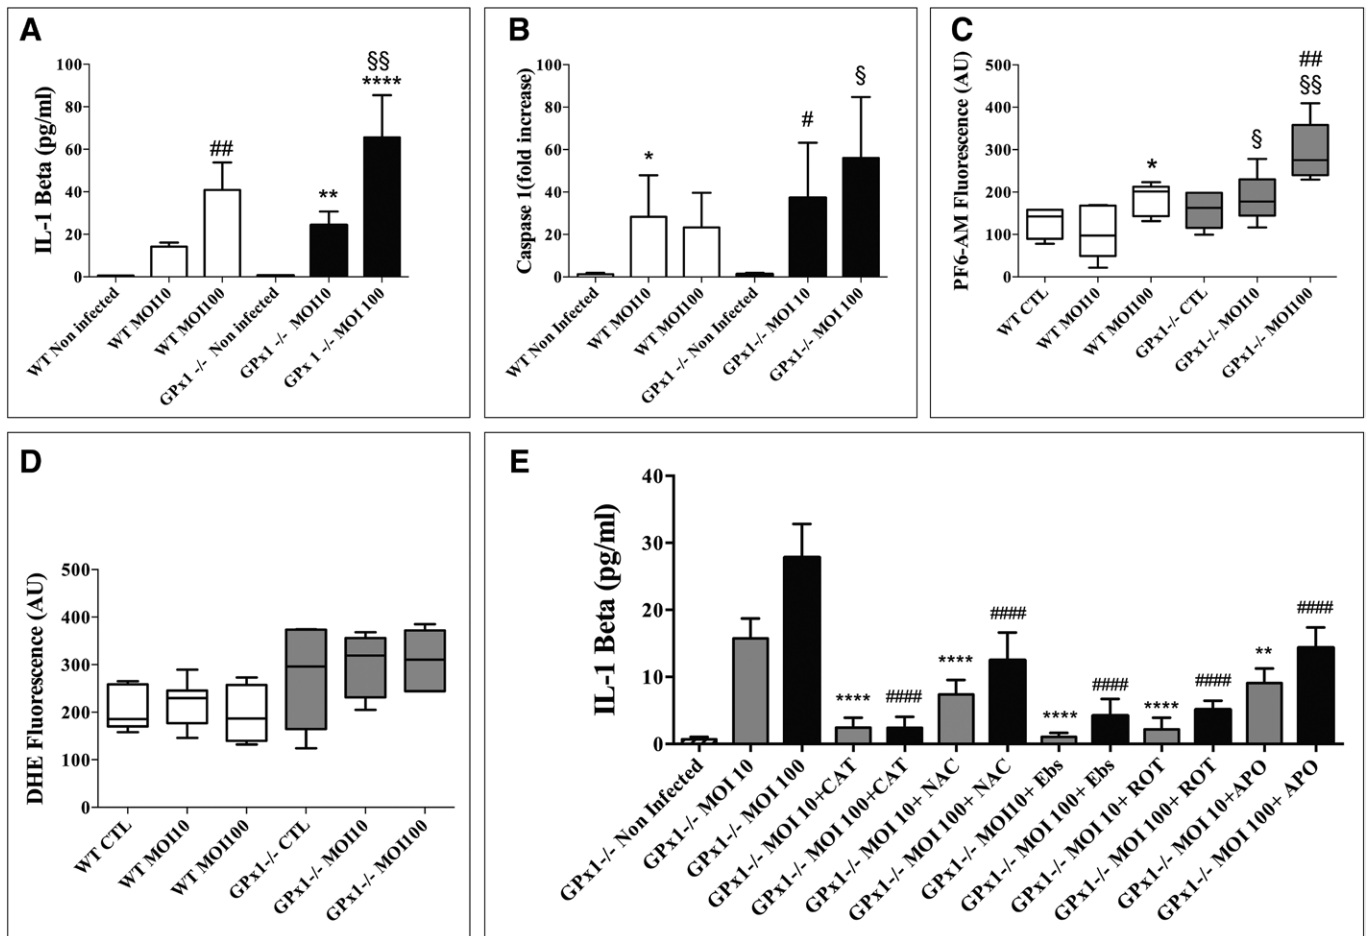 A
IL-1 Beta (pg/ml)
100
80
60
40
20
0
##
**
§§
****
WT Non infected
WT MOI10
WT MOI100
GPx1 -/- Non infected
GPx1 -/- MOI10
GPx 1 -/- MOI 100
B
Caspase 1(fold increase)
100
80
60
40
20
0
*
#
§
WT Non Infected
WT MOI10
WT MOI100
GPx1 -/- Non Infected
GPx1-/- MOI 10
GPx1-/- MOI 100
C
PF6-AM Fluorescence (AU)
500
400
300
200
100
0
*
§
##
§§
WT CTL
WT MOI10
WT MOI100
GPx1-/- CTL
GPx1-/- MOI10
GPx1-/- MOI100
D
DHE Fluorescence (AU)
500
400
300
200
100
0
WT CTL
WT MOI10
WT MOI100
GPx1-/- CTL
GPx1-/- MOI10
GPx1-/- MOI100
E
IL-1 Beta (pg/ml)
40
30
20
10
0
****
####
****
####
****
####
****
####
**
####
GPx1-/- Non Infected
GPx1-/- MOI 10
GPx1-/- MOI 100
GPx1-/- MOI 10+CAT
GPx1-/- MOI 100+CAT
GPx1-/- MOI 10+ NAC
GPx1-/- MOI 100+ NAC
GPx1-/- MOI10+ Ebs
GPx1-/- MOI 100+ Ebs
GPx1-/- MOI 10+ ROT
GPx1-/- MOI 100+ ROT
GPx1-/- MOI 10+APO
GPx1-/- MOI 100+ APO